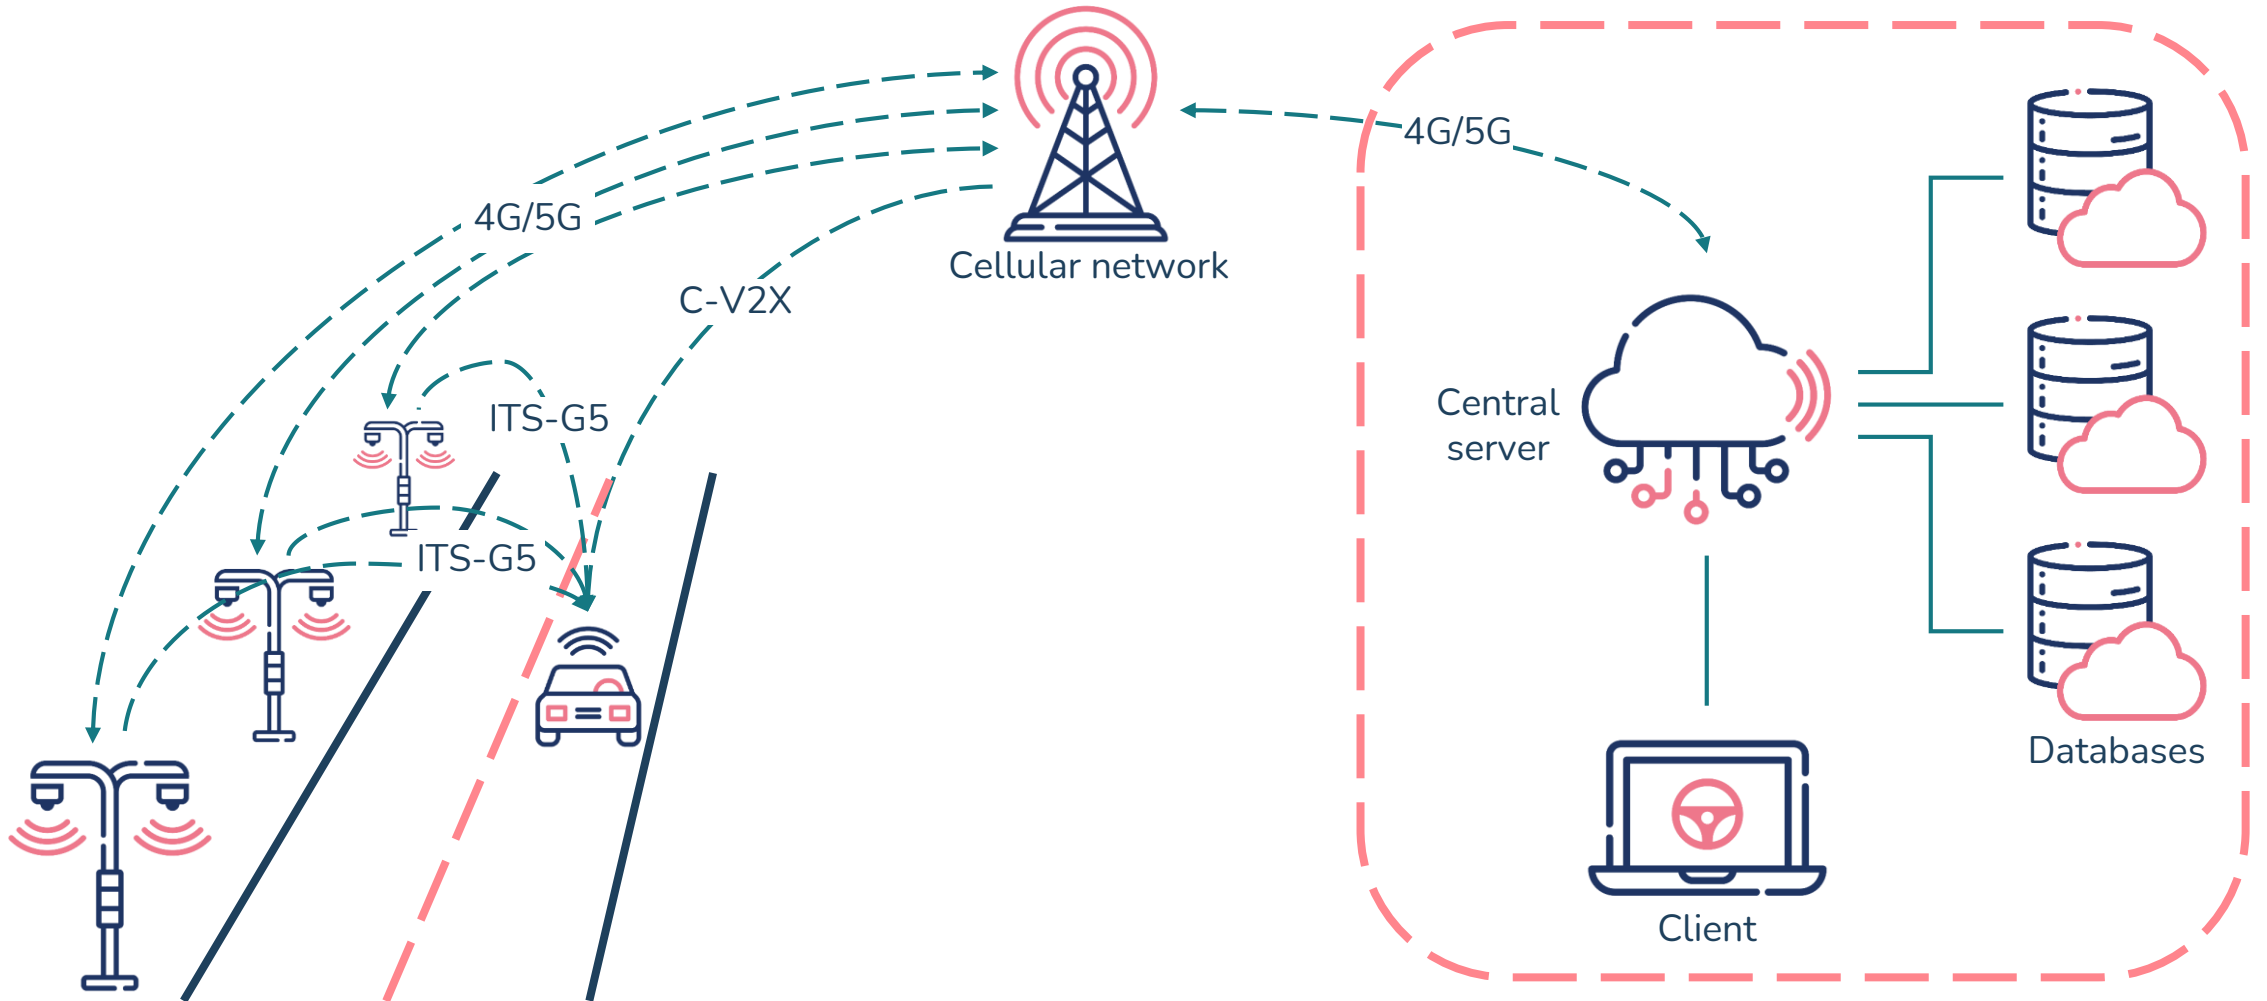 4G/5G
Cellular network
C-V2X
ITS-G5
ITS-G5
4G/5G
Central
server
Databases
Client